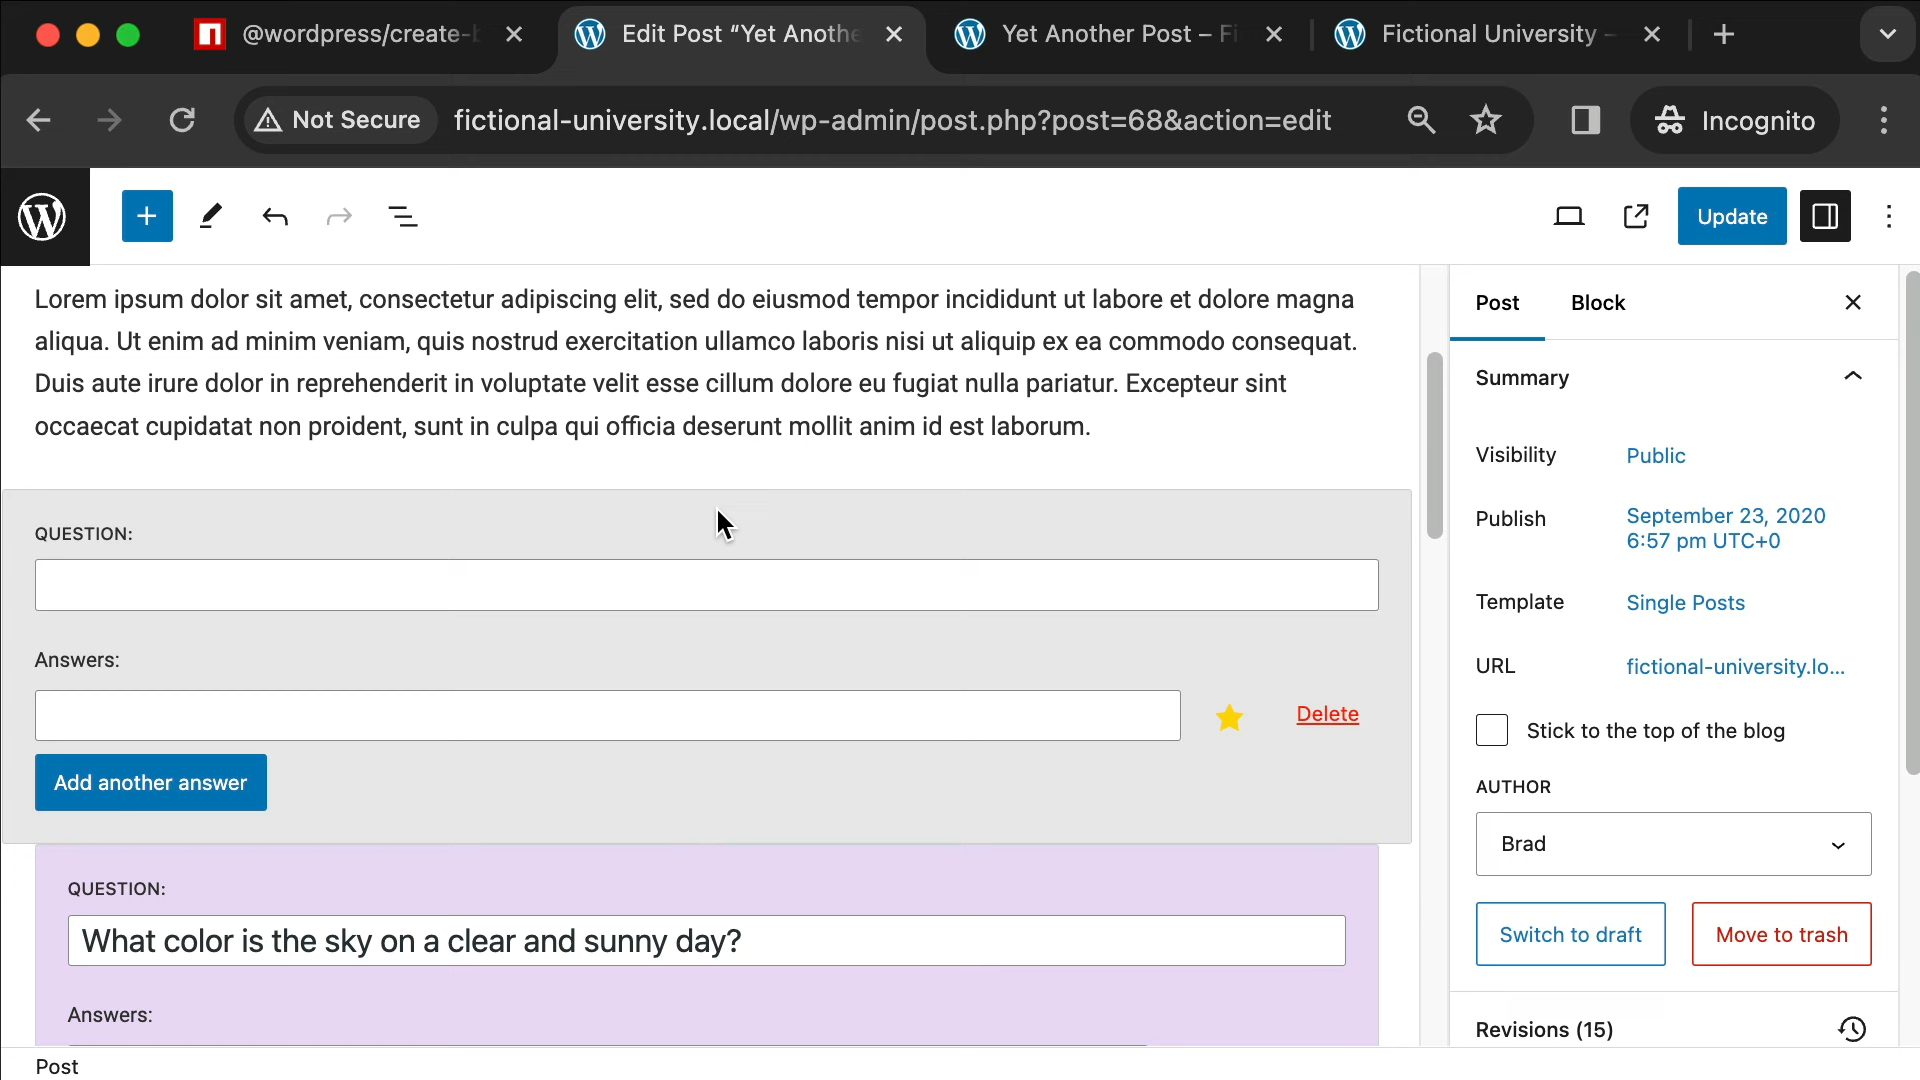 @wordpress/create-
Edit Post “Yet Anothe
Yet Another Post – Fi
Fictional University –
Not Secure
fictional-university.local/wp-admin/post.php?post=68&action=edit
Incognito
Update
Lorem ipsum dolor sit amet, consectetur adipiscing elit, sed do eiusmod tempor incididunt ut labore et dolore magna
aliqua. Ut enim ad minim veniam, quis nostrud exercitation ullamco laboris nisi ut aliquip ex ea commodo consequat.
Duis aute irure dolor in reprehenderit in voluptate velit esse cillum dolore eu fugiat nulla pariatur. Excepteur sint
occaecat cupidatat non proident, sunt in culpa qui officia deserunt mollit anim id est laborum.
QUESTION:
Answers:
Delete
Add another answer
QUESTION:
What color is the sky on a clear and sunny day?
Answers:
Post
Block
Summary
Visibility
Public
Publish
September 23, 2020
6:57 pm UTC+0
Template
Single Posts
URL
fictional-university.lo...
Stick to the top of the blog
AUTHOR
Brad
Switch to draft
Move to trash
Revisions (15)
Post